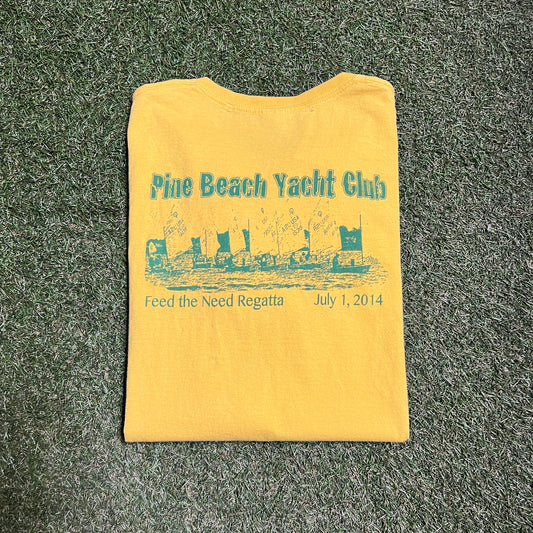 Pine Beach Yacht Club
Feed the Need Regatta July 1, 2014